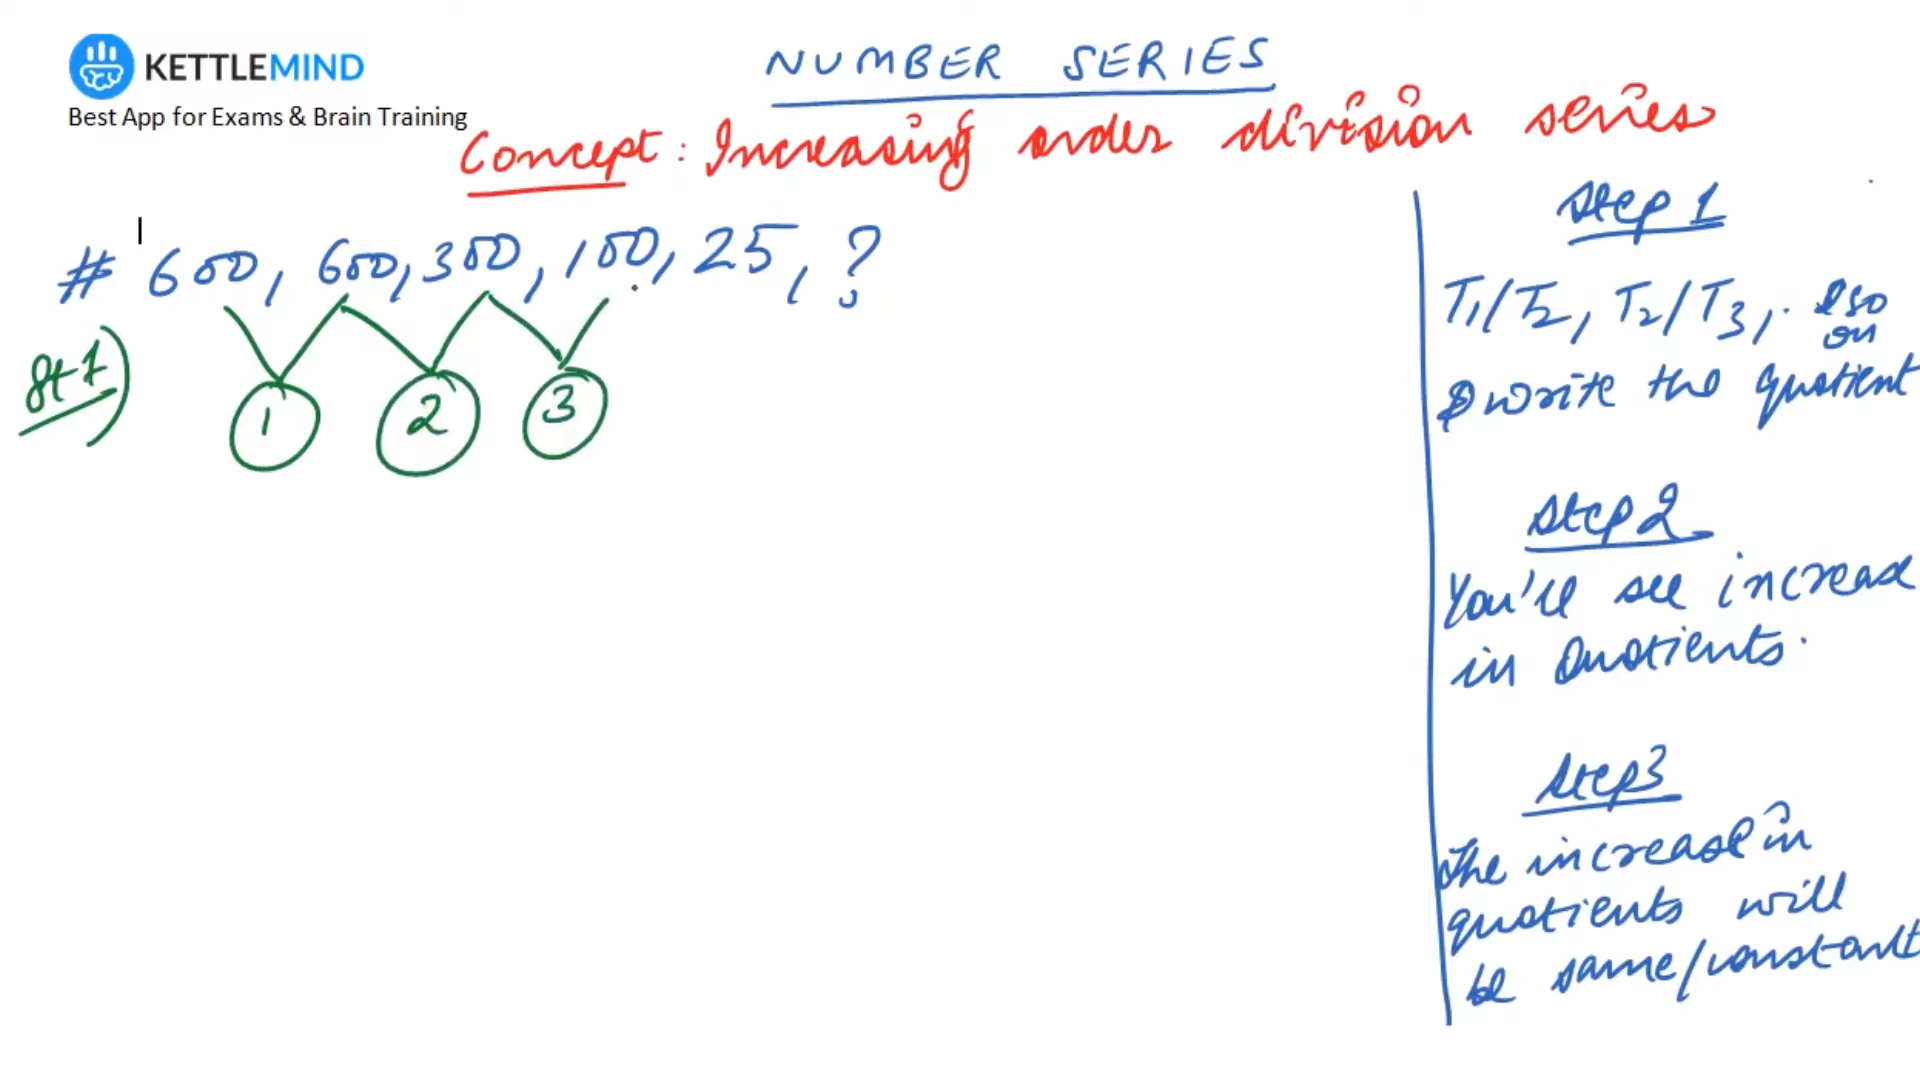 KETTLEMIND
Best App for Exams & Brain Training
NUMBER SERIES
Concept: Increasing order division series
# 600, 600, 300, 100, 25, ?
St 1)
1 2 3
Step 1
T1/T2, T2/T3, . & so
on
& write the quotient
Step 2
You'll see increase
in Quotients.
Step3
The increase in
quotients will
be same/constant